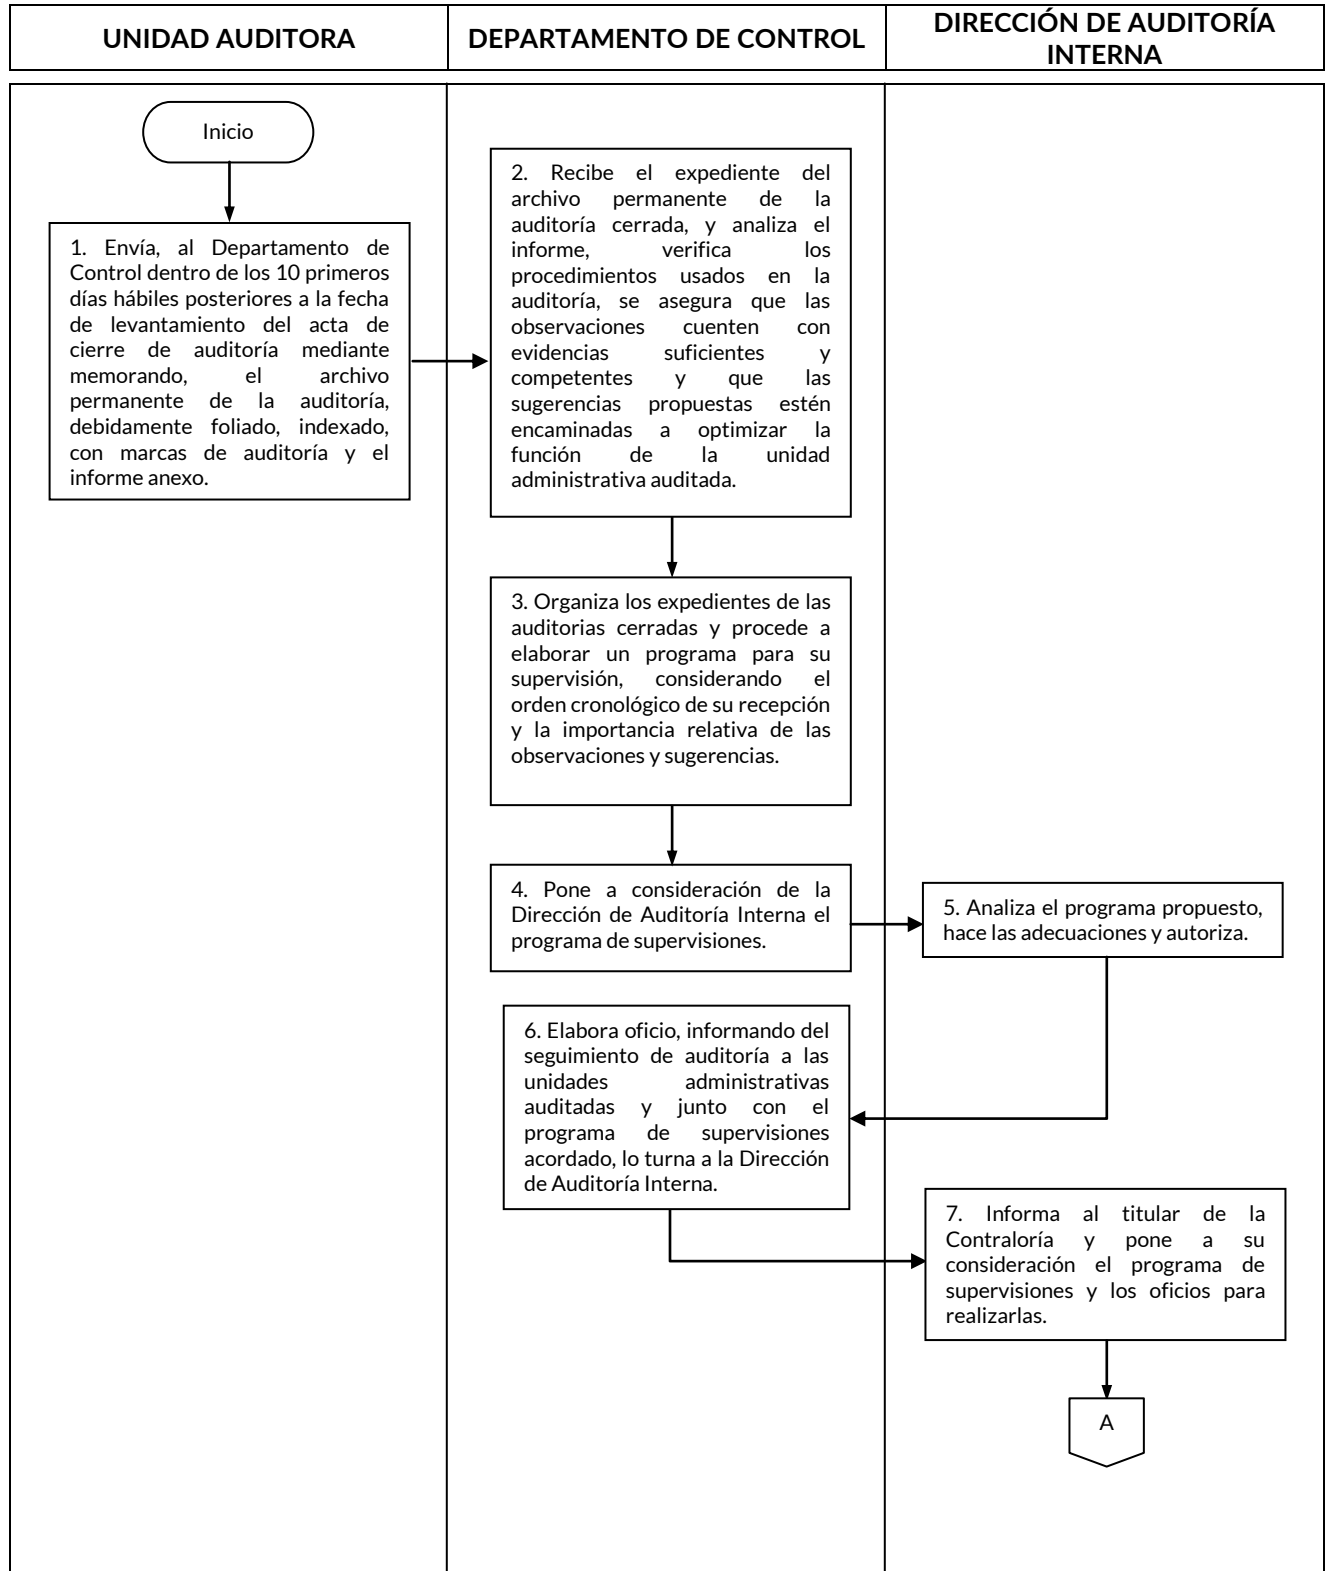 UNIDAD AUDITORA
DEPARTAMENTO DE CONTROL
DIRECCIÓN DE AUDITORÍA
INTERNA
Inicio
1. Envía, al Departamento de
Control dentro de los 10 primeros
días hábiles posteriores a la fecha
de levantamiento del acta de
cierre de auditoría mediante
memorando, el archivo
permanente de la auditoría,
debidamente foliado, indexado,
con marcas de auditoría y el
informe anexo.
2. Recibe el expediente del
archivo permanente de la
auditoría cerrada, y analiza el
informe, verifica los
procedimientos usados en la
auditoría, se asegura que las
observaciones cuenten con
evidencias suficientes y
competentes y que las
sugerencias propuestas estén
encaminadas a optimizar la
función de la unidad
administrativa auditada.
3. Organiza los expedientes de las
auditorias cerradas y procede a
elaborar un programa para su
supervisión, considerando el
orden cronológico de su recepción
y la importancia relativa de las
observaciones y sugerencias.
4. Pone a consideración de la
Dirección de Auditoría Interna el
programa de supervisiones.
5. Analiza el programa propuesto,
hace las adecuaciones y autoriza.
6. Elabora oficio, informando del
seguimiento de auditoría a las
unidades administrativas
auditadas y junto con el
programa de supervisiones
acordado, lo turna a la Dirección
de Auditoría Interna.
7. Informa al titular de la
Contraloría y pone a su
consideración el programa de
supervisiones y los oficios para
realizarlas.
A